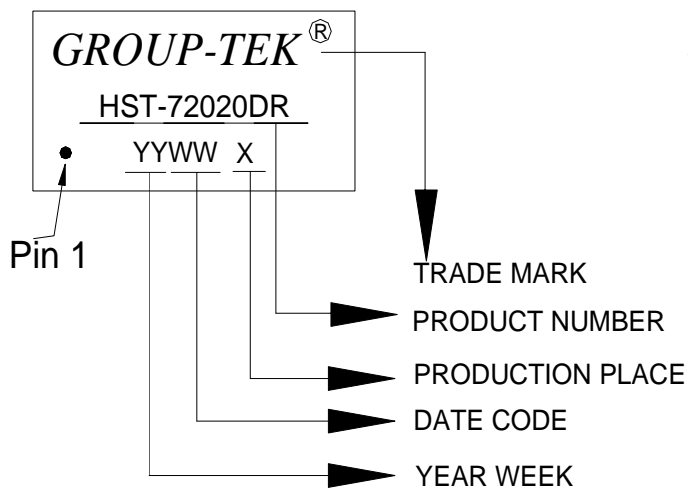 GROUP-TEK ®
HST-72020DR
YYWW X
Pin 1
TRADE MARK
PRODUCT NUMBER
PRODUCTION PLACE
DATE CODE
YEAR WEEK